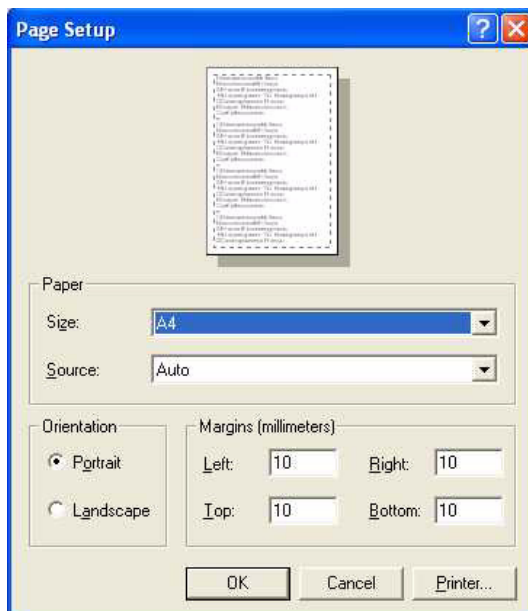 Page Setup
Paper
Size: A4
Source: Auto
Orientation
Portrait
Landscape
Margins (millimeters)
Left: 10 Right: 10
Top: 10 Bottom: 10
OK Cancel Printer...